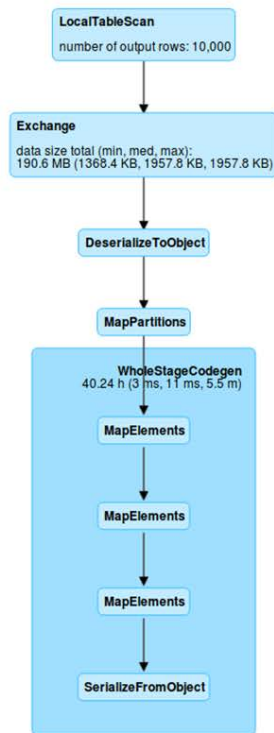 LocalTableScan
number of output rows: 10,000
Exchange
data size total (min, med, max):
190.6 MB (1368.4 KB, 1957.8 KB, 1957.8 KB)
DeserializeToObject
MapPartitions
WholeStageCodegen
40.24 h (3 ms, 11 ms, 5.5 m)
MapElements
MapElements
MapElements
SerializeFromObject